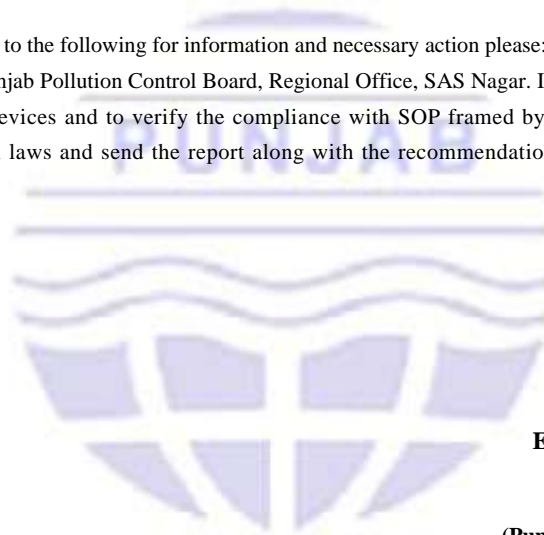 to the following for information and necessary action please:
njab Pollution Control Board, Regional Office, SAS Nagar. I
evices and to verify the compliance with SOP framed by
PUNJAB
laws and send the report along with the recommendatio
E
(Pun